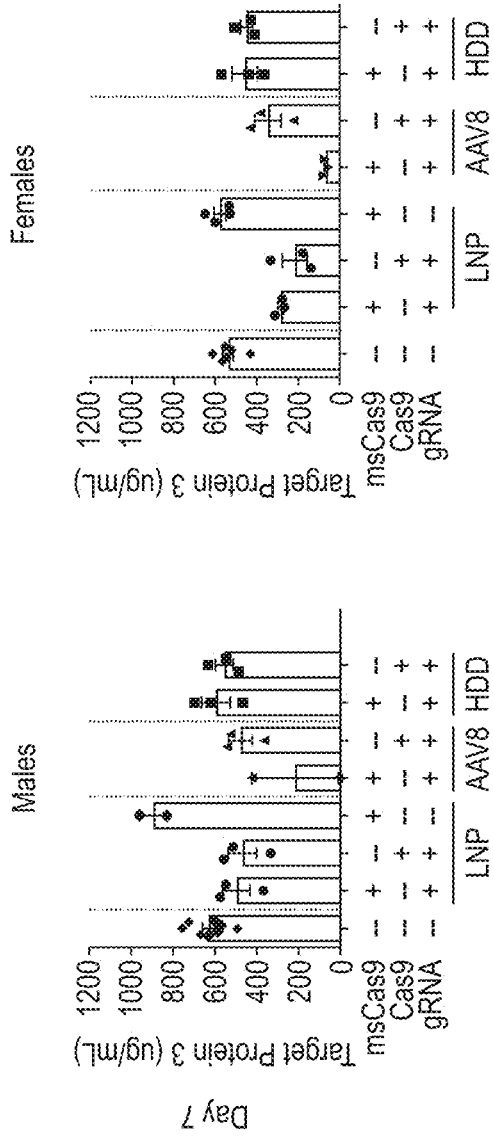 Males
Females
Day 7
Target Protein 3 (ug/mL)
1200
1000
800
600
400
200
0
msCas9 -- + -- + + -- + --
Cas9 -- -- + -- -- + -- +
gRNA -- + + -- + + + +
LNP AAV8 HDD
Target Protein 3 (ug/mL)
1200
1000
800
600
400
200
0
msCas9 -- + -- + + -- + --
Cas9 -- -- + -- -- + -- +
gRNA -- + + -- + + + +
LNP AAV8 HDD